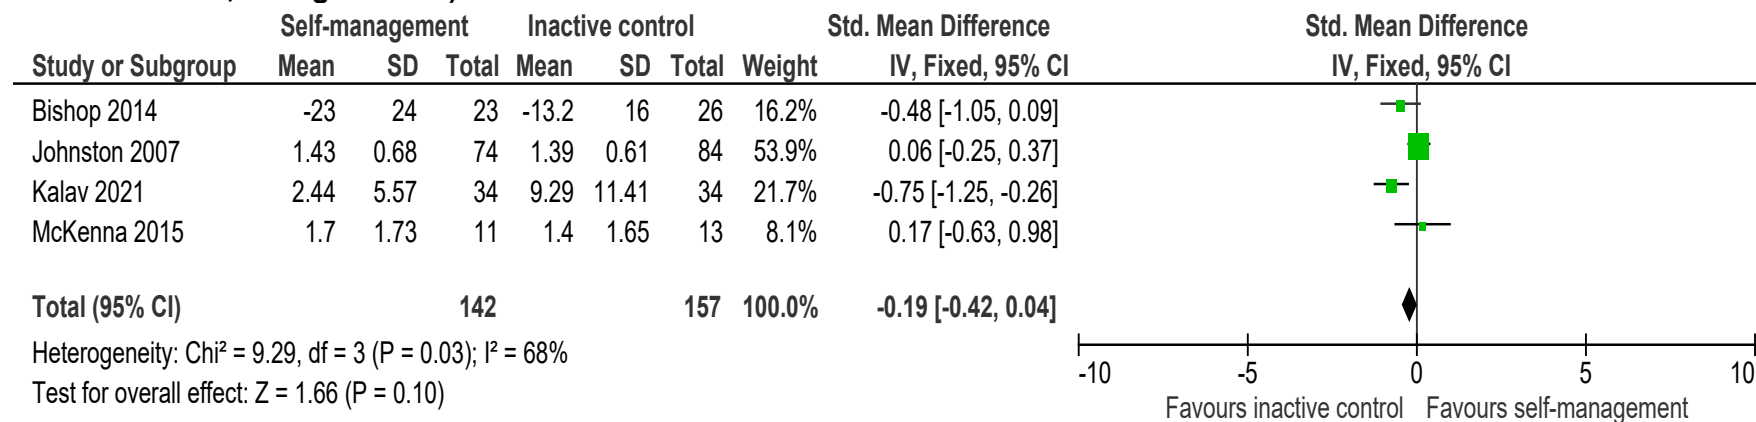 Self-management Inactive control Std. Mean Difference Std. Mean Difference
Study or Subgroup Mean SD Total Mean SD Total Weight IV, Fixed, 95% CI IV, Fixed, 95% CI
Bishop 2014 -23 24 23 -13.2 16 26 16.2% -0.48 [-1.05, 0.09]
Johnston 2007 1.43 0.68 74 1.39 0.61 84 53.9% 0.06 [-0.25, 0.37]
Kalav 2021 2.44 5.57 34 9.29 11.41 34 21.7% -0.75 [-1.25, -0.26]
McKenna 2015 1.7 1.73 11 1.4 1.65 13 8.1% 0.17 [-0.63, 0.98]
Total (95% CI) 142 157 100.0% -0.19 [-0.42, 0.04]
Heterogeneity: Chi² = 9.29, df = 3 (P = 0.03); I² = 68%
Test for overall effect: Z = 1.66 (P = 0.10)
-10 -5 0 5 10
Favours inactive control Favours self-management